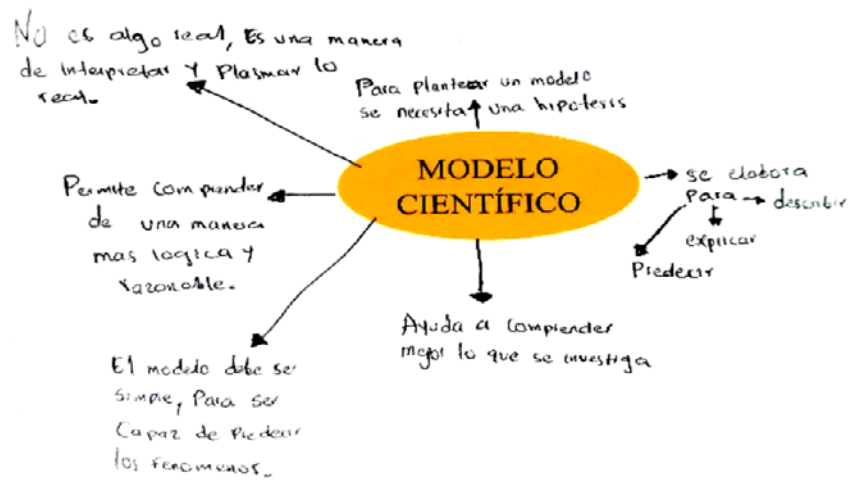 No es algo real, Es una manera
de interpretar y Plasmar lo
real.
Para plantear un modelo
se necesita una hipotesis
MODELO
CIENTÍFICO
se elabora
Para
describir
explicar
Predecir
Permite Comprender
de una manera
mas logica y
razonable.
Ayuda a Comprender
mejor lo que se investiga
El modelo debe ser
simple, Para ser
Capaz de Predecir
los fenomenos.